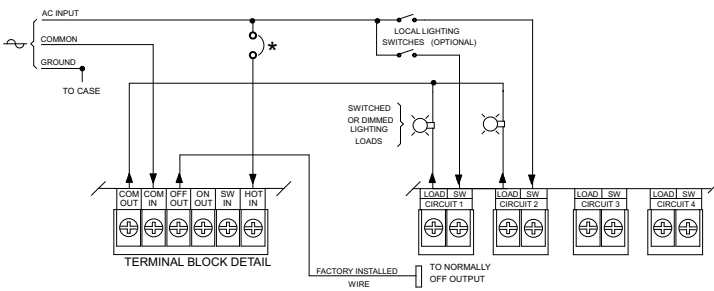 AC INPUT
COMMON
GROUND
TO CASE
*
LOCAL LIGHTING
SWITCHES (OPTIONAL)
SWITCHED
OR DIMMED
LIGHTING
LOADS
COM OUT
COM IN
OFF OUT
ON OUT
SW IN
HOT IN
TERMINAL BLOCK DETAIL
LOAD SW
CIRCUIT 1
LOAD SW
CIRCUIT 2
LOAD SW
CIRCUIT 3
LOAD SW
CIRCUIT 4
FACTORY INSTALLED
WIRE
TO NORMALLY
OFF OUTPUT